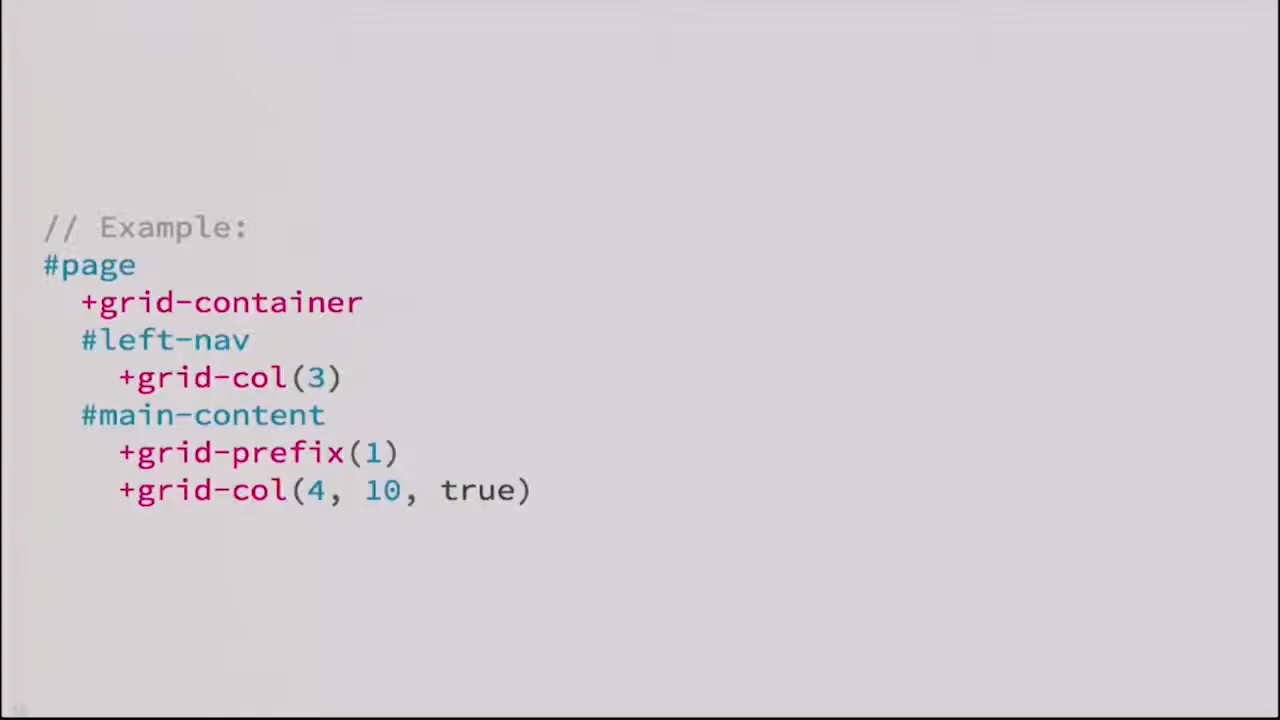 // Example:
#page
  +grid-container
  #left-nav
    +grid-col(3)
  #main-content
    +grid-prefix(1)
    +grid-col(4, 10, true)